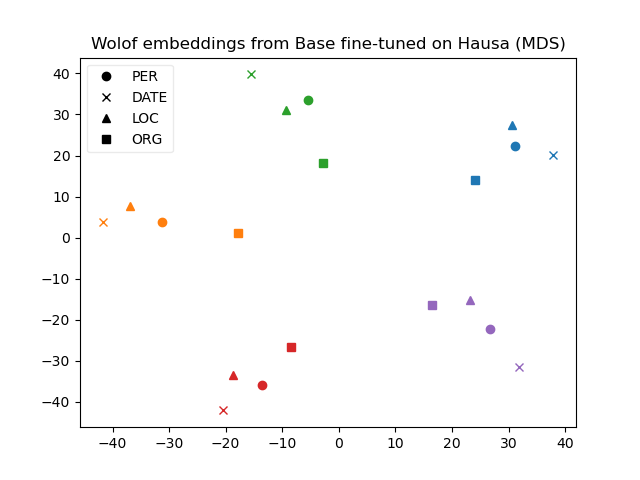 Wolof embeddings from Base fine-tuned on Hausa (MDS)
40
30
20
10
0
−10
−20
−30
−40
PER
DATE
LOC
ORG
−40 −30 −20 −10 0 10 20 30 40